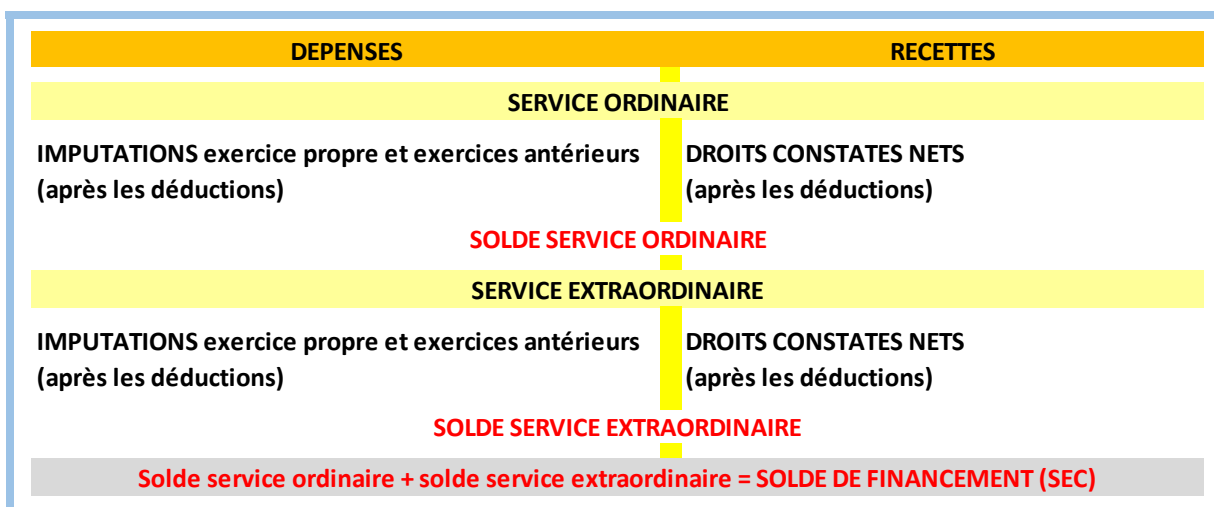 DEPENSES RECETTES
SERVICE ORDINAIRE
IMPUTATIONS exercice propre et exercices antérieurs
(après les déductions)
DROITS CONSTATES NETS
(après les déductions)
SOLDE SERVICE ORDINAIRE
SERVICE EXTRAORDINAIRE
IMPUTATIONS exercice propre et exercices antérieurs
(après les déductions)
DROITS CONSTATES NETS
(après les déductions)
SOLDE SERVICE EXTRAORDINAIRE
Solde service ordinaire + solde service extraordinaire = SOLDE DE FINANCEMENT (SEC)